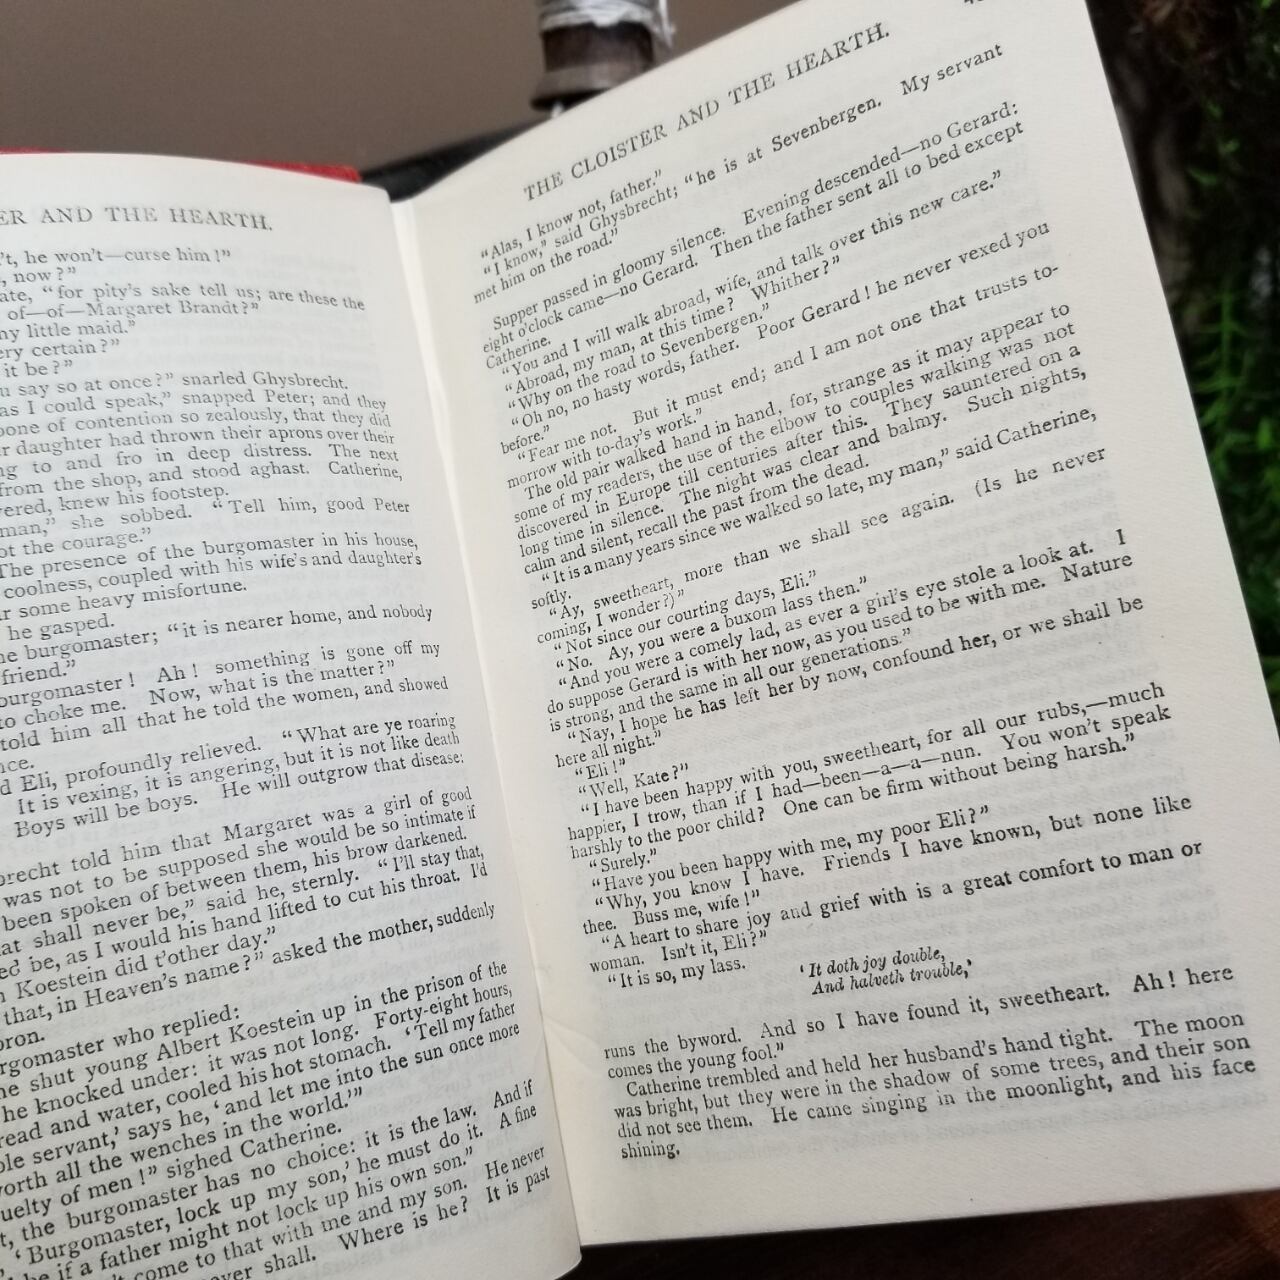 ER AND THE HEARTH.
't, he won't—curse him!"
, now?"
ate, "for pity's sake tell us; are these the
of—of—Margaret Brandt?"
my little maid."
ery certain?"
it be?"
u say so at once?" snarled Ghysbrecht.
as I could speak," snapped Peter; and they
bone of contention so zealously, that they did
r daughter had thrown their aprons over their
ng to and fro in deep distress. The next
from the shop, and stood aghast. Catherine,
vered, knew his footstep.
man," she sobbed. "Tell him, good Peter
ot the courage."
The presence of the burgomaster in his house,
coolness, coupled with his wife's and daughter's
ir some heavy misfortune.
he gasped.
he burgomaster; "it is nearer home, and nobody
friend."
burgomaster! Ah! something is gone off my
to choke me. Now, what is the matter?"
told him all that he told the women, and showed
nce.
d Eli, profoundly relieved. "What are ye roaring
It is vexing, it is angering, but it is not like death
Boys will be boys. He will outgrow that disease:
brecht told him that Margaret was a girl of good
was not to be supposed she would be so intimate if
been spoken of between them, his brow darkened.
at shall never be," said he, sternly. "I'll stay that,
ed be, as I would his hand lifted to cut his throat. I'd
n Koestein did t'other day."
that, in Heaven's name?" asked the mother, suddenly
pron.
rgomaster who replied:
he shut young Albert Koestein up in the prison of the
he knocked under: it was not long. Forty-eight hours,
read and water, cooled his hot stomach. 'Tell my father
ble servant,' says he, 'and let me into the sun once more
worth all the wenches in the world.'"
uelty of men!" sighed Catherine.
t, the burgomaster has no choice: it is the law. And if
'Burgomaster, lock up my son,' he must do it. A fine
be if a father might not lock up his own son."
't come to that with me and my son. He never
ver shall. Where is he? It is past
THE CLOISTER AND THE HEARTH.
"Alas, I know not, father."
"I know," said Ghysbrecht; "he is at Sevenbergen. My servant
met him on the road."
Supper passed in gloomy silence. Evening descended—no Gerard:
eight o'clock came—no Gerard. Then the father sent all to bed except
Catherine.
"You and I will walk abroad, wife, and talk over this new care."
"Abroad, my man, at this time? Whither?"
"Why on the road to Sevenbergen."
"Oh no, no hasty words, father. Poor Gerard! he never vexed you
before."
"Fear me not. But it must end; and I am not one that trusts to-
morrow with to-day's work."
The old pair walked hand in hand, for, strange as it may appear to
some of my readers, the use of the elbow to couples walking was not
discovered in Europe till centuries after this. They sauntered on a
long time in silence. The night was clear and balmy. Such nights,
calm and silent, recall the past from the dead.
"It is a many years since we walked so late, my man," said Catherine,
softly.
"Ay, sweetheart, more than we shall see again. (Is he never
coming, I wonder?)"
"Not since our courting days, Eli."
"No. Ay, you were a buxom lass then."
"And you were a comely lad, as ever a girl's eye stole a look at. I
do suppose Gerard is with her now, as you used to be with me. Nature
is strong, and the same in all our generations."
"Nay, I hope he has left her by now, confound her, or we shall be
here all night."
"Eli!"
"Well, Kate?"
"I have been happy with you, sweetheart, for all our rubs,—much
happier, I trow, than if I had—been—a—a—nun. You won't speak
harshly to the poor child? One can be firm without being harsh."
"Surely."
"Have you been happy with me, my poor Eli?"
"Why, you know I have. Friends I have known, but none like
thee. Buss me, wife!"
"A heart to share joy and grief with is a great comfort to man or
woman. Isn't it, Eli?"
"It is so, my lass.
'It doth joy double,
And halveth trouble,'
runs the byword. And so I have found it, sweetheart. Ah! here
comes the young fool."
Catherine trembled and held her husband's hand tight. The moon
was bright, but they were in the shadow of some trees, and their son
did not see them. He came singing in the moonlight, and his face
shining.